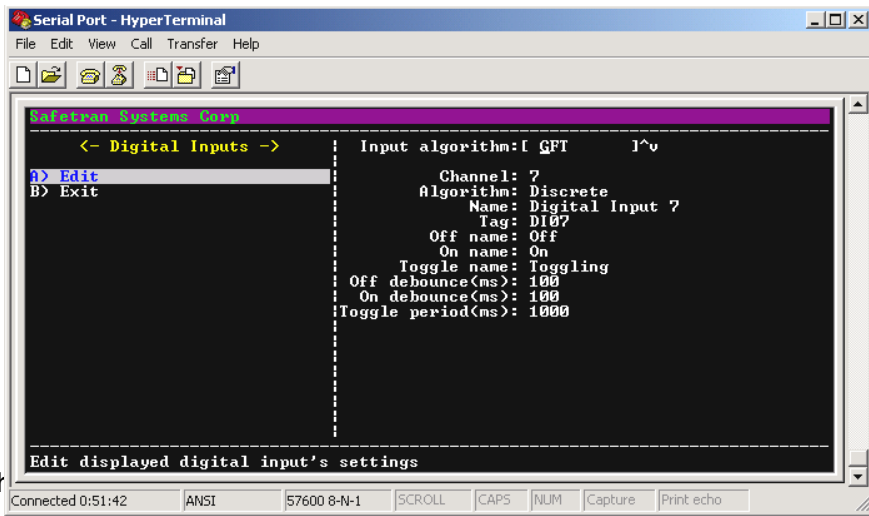 Serial Port - HyperTerminal
File Edit View Call Transfer Help
Safetran Systems Corp
<- Digital Inputs ->
A> Edit
B> Exit
Input algorithm:[ GFT ]^v
Channel: 7
Algorithm: Discrete
Name: Digital Input 7
Tag: DI07
Off name: Off
On name: On
Toggle name: Toggling
Off debounce(ms): 100
On debounce(ms): 100
Toggle period(ms): 1000
Edit displayed digital input's settings
Connected 0:51:42 ANSI 57600 8-N-1 SCROLL CAPS NUM Capture Print echo